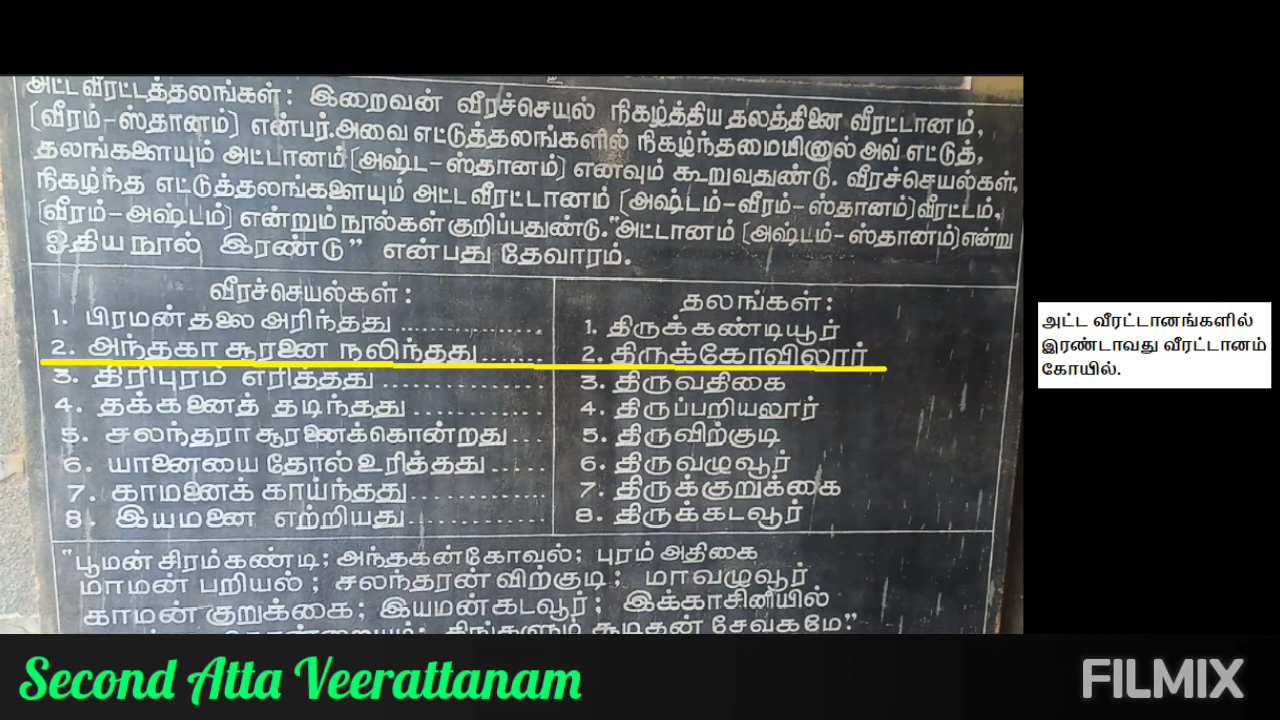 அட்டவீரட்டத்தலங்கள்: இறைவன் வீரச்செயல் நிகழ்த்திய தலத்தினை வீரட்டானம்,
(வீரம்-ஸ்தானம்) என்பர். அவை எட்டுத்தலங்களில் நிகழ்ந்தமையினால் அவ் எட்டுத்,
தலங்களையும் அட்டானம் (அஷ்ட-ஸ்தானம்) எனவும் கூறுவதுண்டு. வீரச்செயல்கள்,
நிகழ்ந்த எட்டுத்தலங்களையும் அட்டவீரட்டானம் (அஷ்டம்-வீரம்-ஸ்தானம்) வீரட்டம்,
(வீரம்-அஷ்டம்) என்றும் நூல்கள் குறிப்பதுண்டு. "அட்டானம் (அஷ்டம்-ஸ்தானம்) என்று
ஓதிய நூல் இரண்டு" என்பது தேவாரம்.
வீரச்செயல்கள்: தலங்கள்:
1. பிரமன் தலை அரிந்தது .................. 1. திருக்கண்டியூர்
2. அந்தகாசூரனை நலிந்தது....... 2. திருக்கோவிலூர்
3. திரிபுரம் எரித்தது ................. 3. திருவதிகை
4. தக்கனைத் தடிந்தது ............. 4. திருப்பறியலூர்
5. சலந்தராசூரனைக்கொன்றது... 5. திருவிற்குடி
6. யானையை தோல் உரித்தது ..... 6. திருவழுவூர்
7. காமனைக் காய்ந்தது.............. 7. திருக்குறுக்கை
8. இயமனை எற்றியது.............. 8. திருக்கடவூர்
"பூமன் சிரம்கண்டி; அந்தகன்கோவல்; புரம் அதிகை
மாமன் பறியல் ; சலந்தரன் விற்குடி ; மாவழுவூர்
காமன் குறுக்கை; இயமன்கடவூர் ; இக்காசினியில்
திங்களும் சூடிதன் சேவகமே."
அட்ட வீரட்டானங்களில்
இரண்டாவது வீரட்டானம்
கோயில்.
Second Atta Veerattanam
FILMIX